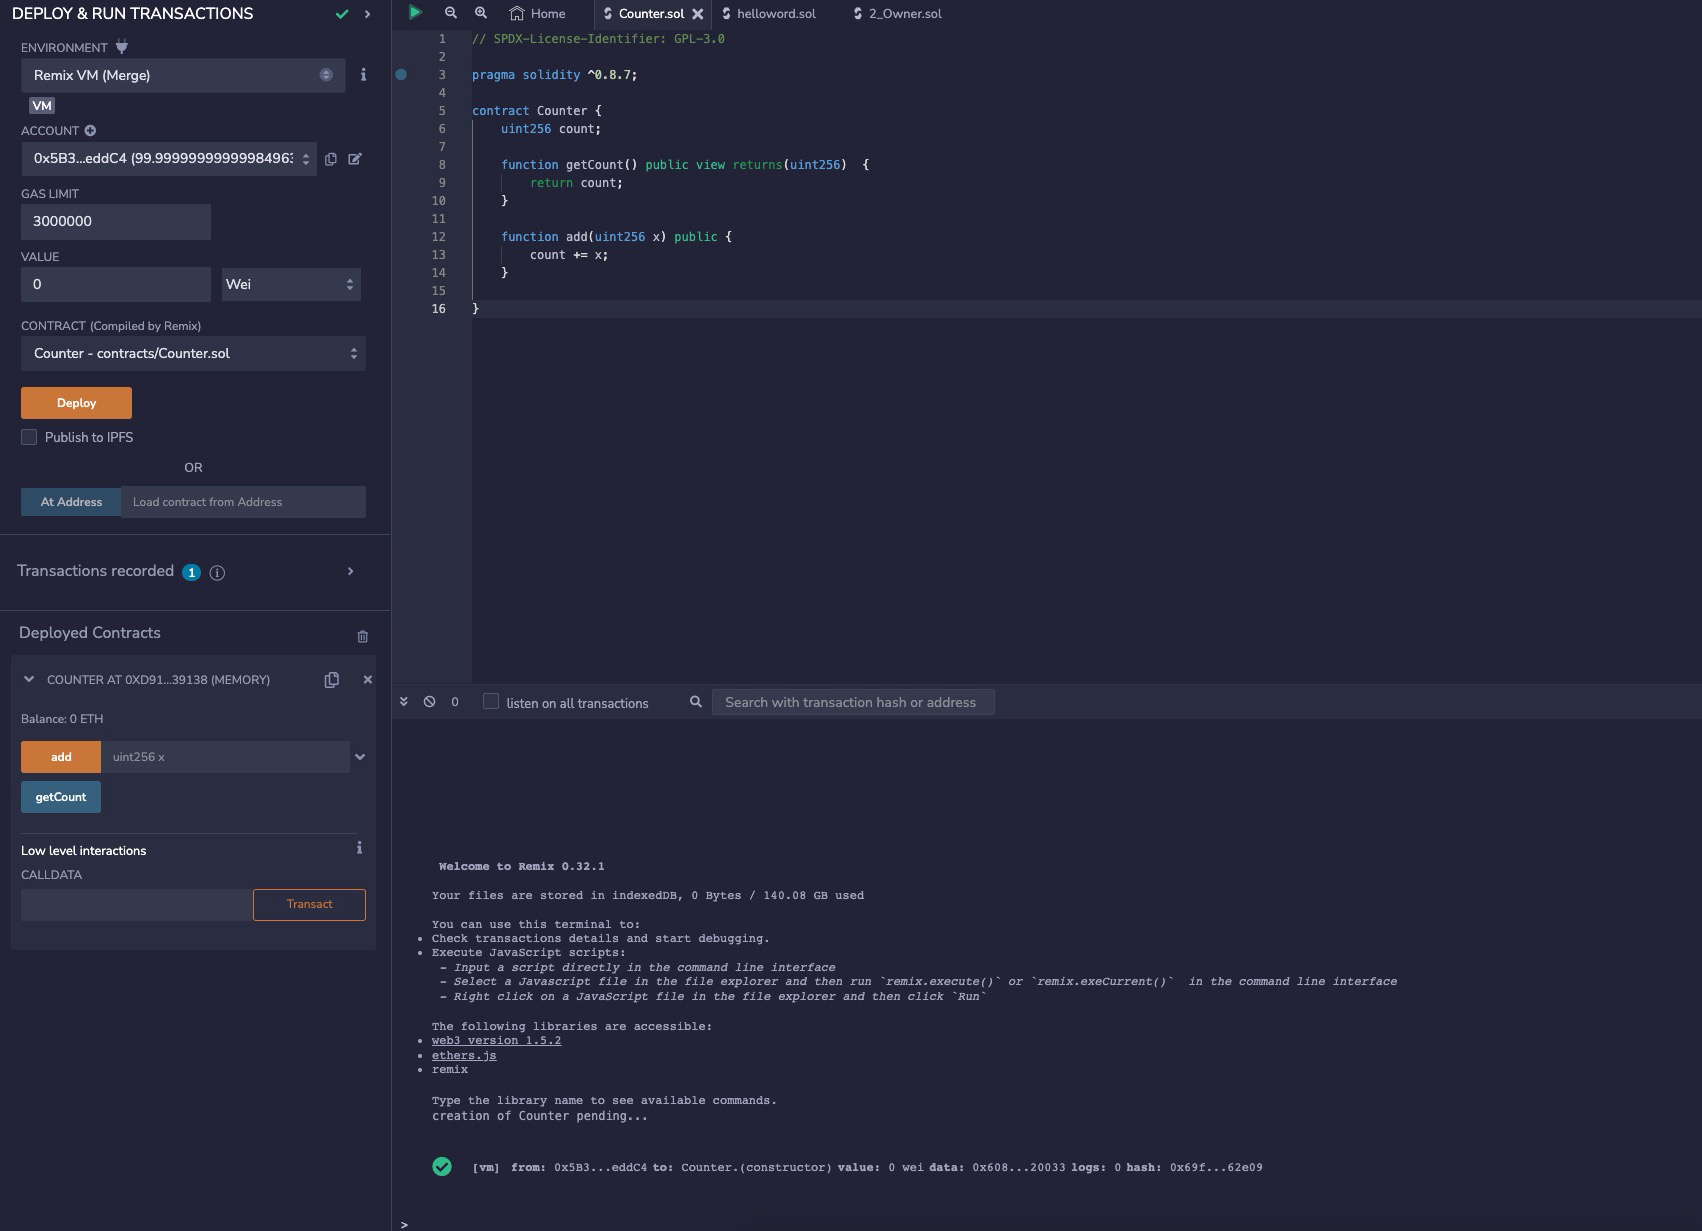 DEPLOY & RUN TRANSACTIONS
ENVIRONMENT
Remix VM (Merge)
VM
ACCOUNT
0x5B3...eddC4 (99.9999999999984963
GAS LIMIT
3000000
VALUE
0
Wei
CONTRACT (Compiled by Remix)
Counter - contracts/Counter.sol
Deploy
Publish to IPFS
OR
At Address
Load contract from Address
Transactions recorded 1
Deployed Contracts
COUNTER AT 0XD91...39138 (MEMORY)
Balance: 0 ETH
add
uint256 x
getCount
Low level interactions
CALLDATA
Transact
Home
Counter.sol
helloword.sol
2_Owner.sol
1 // SPDX-License-Identifier: GPL-3.0
2
3 pragma solidity ^0.8.7;
4
5 contract Counter {
6 uint256 count;
7
8 function getCount() public view returns(uint256) {
9 return count;
10 }
11
12 function add(uint256 x) public {
13 count += x;
14 }
15
16 }
0
listen on all transactions
Search with transaction hash or address
Welcome to Remix 0.32.1
Your files are stored in indexedDB, 0 Bytes / 140.08 GB used
You can use this terminal to:
• Check transactions details and start debugging.
• Execute JavaScript scripts:
- Input a script directly in the command line interface
- Select a Javascript file in the file explorer and then run `remix.execute()` or `remix.exeCurrent()` in the command line interface
- Right click on a JavaScript file in the file explorer and then click `Run`
The following libraries are accessible:
• web3 version 1.5.2
• ethers.js
• remix
Type the library name to see available commands.
creation of Counter pending...
[vm] from: 0x5B3...eddC4 to: Counter.(constructor) value: 0 wei data: 0x608...20033 logs: 0 hash: 0x69f...62e09
>